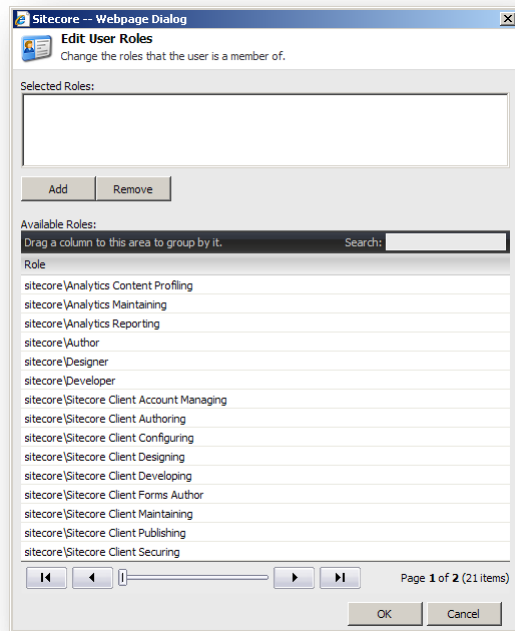 Sitecore -- Webpage Dialog
Edit User Roles
Change the roles that the user is a member of.
Selected Roles:
Add Remove
Available Roles:
Drag a column to this area to group by it. Search:
Role
sitecore\Analytics Content Profiling
sitecore\Analytics Maintaining
sitecore\Analytics Reporting
sitecore\Author
sitecore\Designer
sitecore\Developer
sitecore\Sitecore Client Account Managing
sitecore\Sitecore Client Authoring
sitecore\Sitecore Client Configuring
sitecore\Sitecore Client Designing
sitecore\Sitecore Client Developing
sitecore\Sitecore Client Forms Author
sitecore\Sitecore Client Maintaining
sitecore\Sitecore Client Publishing
sitecore\Sitecore Client Securing
Page 1 of 2 (21 items)
OK Cancel